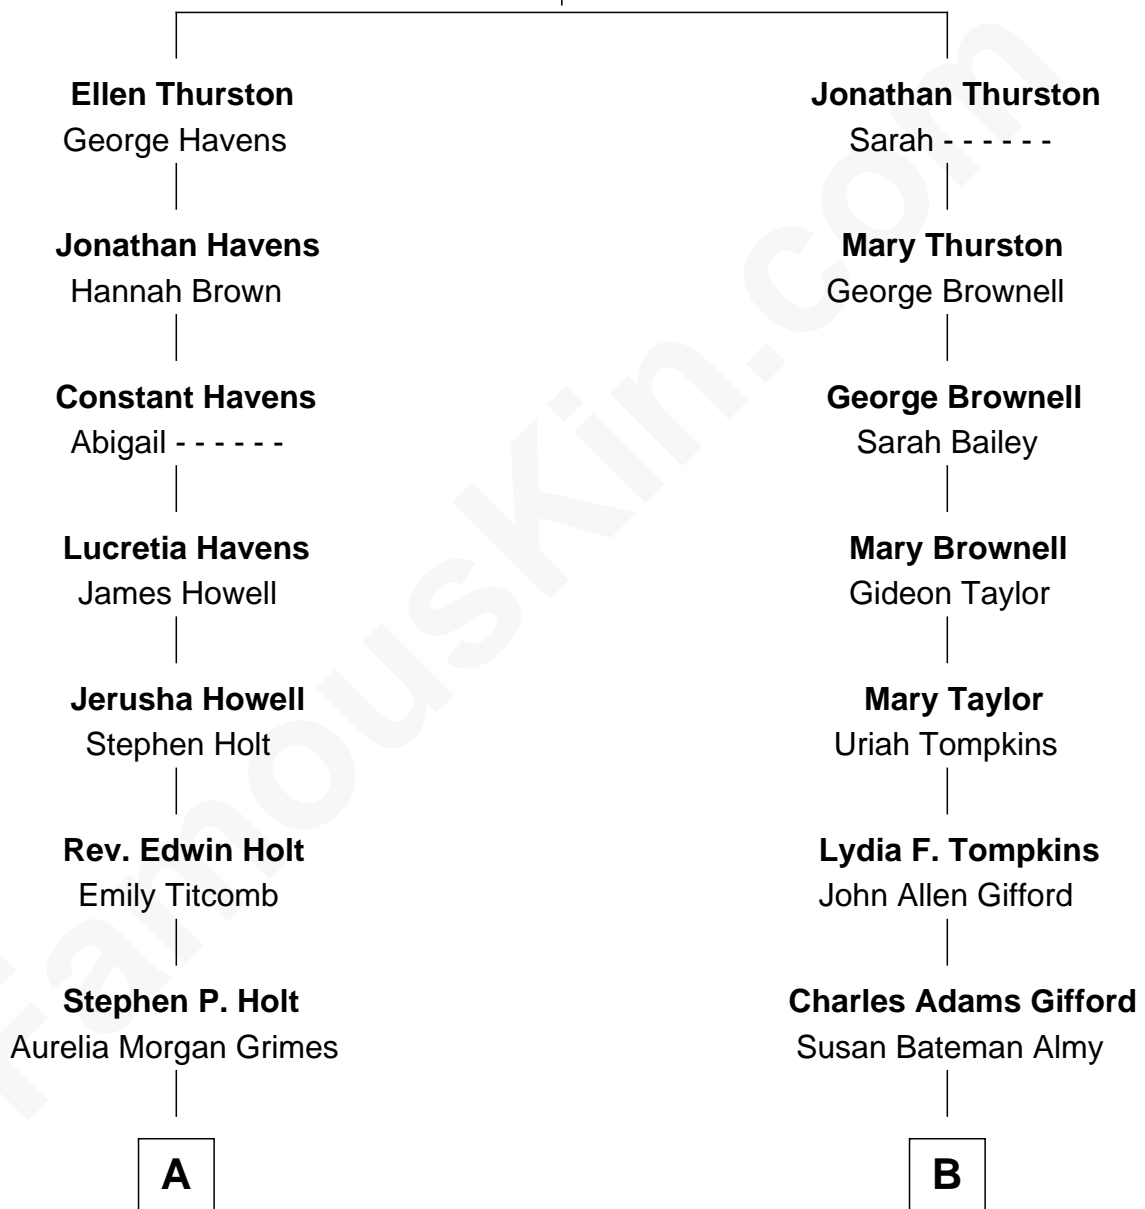 Ellen Thurston
George Havens
Jonathan Thurston
Sarah - - - - - -
Jonathan Havens
Hannah Brown
Mary Thurston
George Brownell
Constant Havens
Abigail - - - - - -
George Brownell
Sarah Bailey
Lucretia Havens
James Howell
Mary Brownell
Gideon Taylor
Jerusha Howell
Stephen Holt
Mary Taylor
Uriah Tompkins
Rev. Edwin Holt
Emily Titcomb
Lydia F. Tompkins
John Allen Gifford
Stephen P. Holt
Aurelia Morgan Grimes
Charles Adams Gifford
Susan Bateman Almy
A
B
FamousKin.com